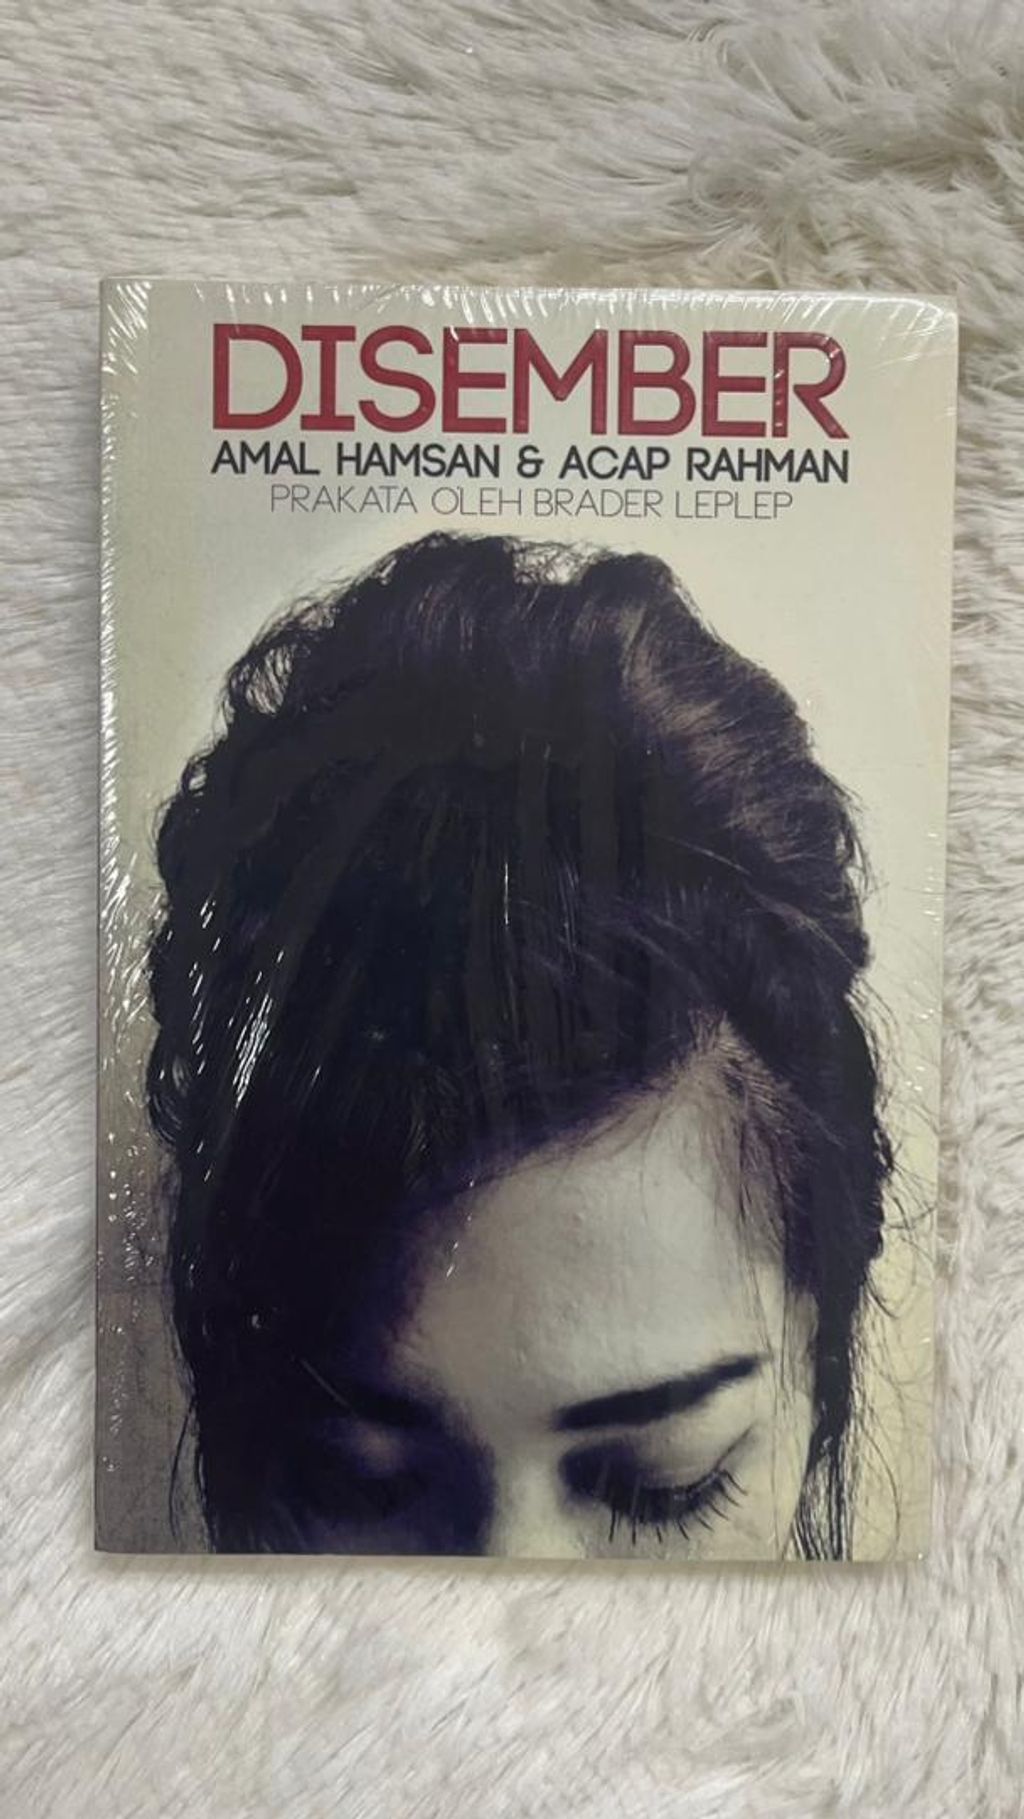 DISEMBER
AMAL HAMSAN & ACAP RAHMAN
PRAKATA OLEH BRADER LEPLEP